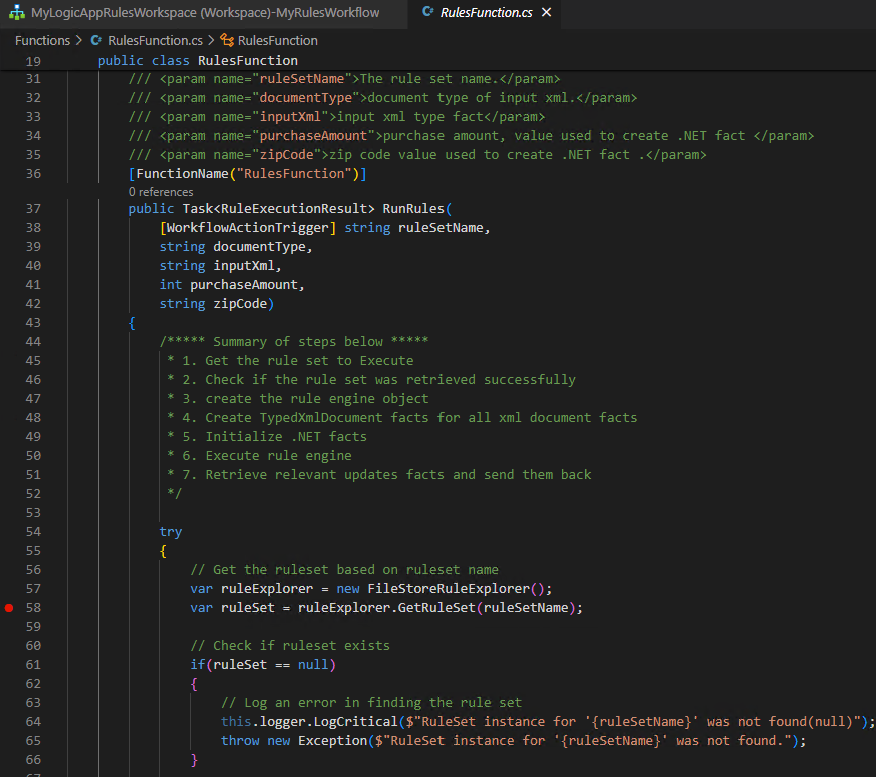 MyLogicAppRulesWorkspace (Workspace)-MyRulesWorkflow RulesFunction.cs ×
Functions > C# RulesFunction.cs > RulesFunction
19 public class RulesFunction
31 /// <param name="ruleSetName">The rule set name.</param>
32 /// <param name="documentType">document type of input xml.</param>
33 /// <param name="inputXml">input xml type fact</param>
34 /// <param name="purchaseAmount">purchase amount, value used to create .NET fact </param>
35 /// <param name="zipCode">zip code value used to create .NET fact .</param>
36 [FunctionName("RulesFunction")]
0 references
37 public Task<RuleExecutionResult> RunRules(
38 [WorkflowActionTrigger] string ruleSetName,
39 string documentType,
40 string inputXml,
41 int purchaseAmount,
42 string zipCode)
43 {
44 /***** Summary of steps below *****
45 * 1. Get the rule set to Execute
46 * 2. Check if the rule set was retrieved successfully
47 * 3. create the rule engine object
48 * 4. Create TypedXmlDocument facts for all xml document facts
49 * 5. Initialize .NET facts
50 * 6. Execute rule engine
51 * 7. Retrieve relevant updates facts and send them back
52 */
53
54 try
55 {
56 // Get the ruleset based on ruleset name
57 var ruleExplorer = new FileStoreRuleExplorer();
58 var ruleSet = ruleExplorer.GetRuleSet(ruleSetName);
59
60 // Check if ruleset exists
61 if(ruleSet == null)
62 {
63 // Log an error in finding the rule set
64 this.logger.LogCritical($"RuleSet instance for '{ruleSetName}' was not found(null)");
65 throw new Exception($"RuleSet instance for '{ruleSetName}' was not found.");
66 }